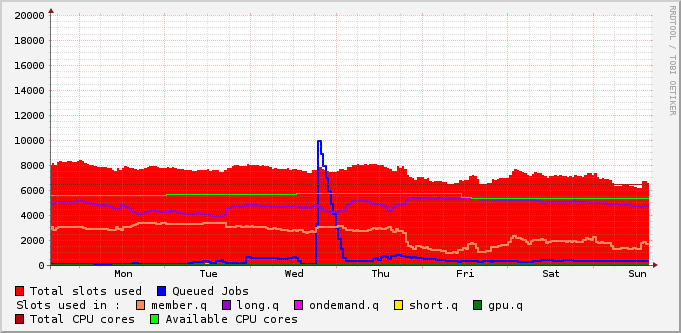 20000
18000
16000
14000
12000
10000
8000
6000
4000
2000
0
Mon Tue Wed Thu Fri Sat Sun
Total slots used Queued Jobs
Slots used in : member.q long.q ondemand.q short.q gpu.q
Total CPU cores Available CPU cores
RRDTOOL / TOBI OETIKER